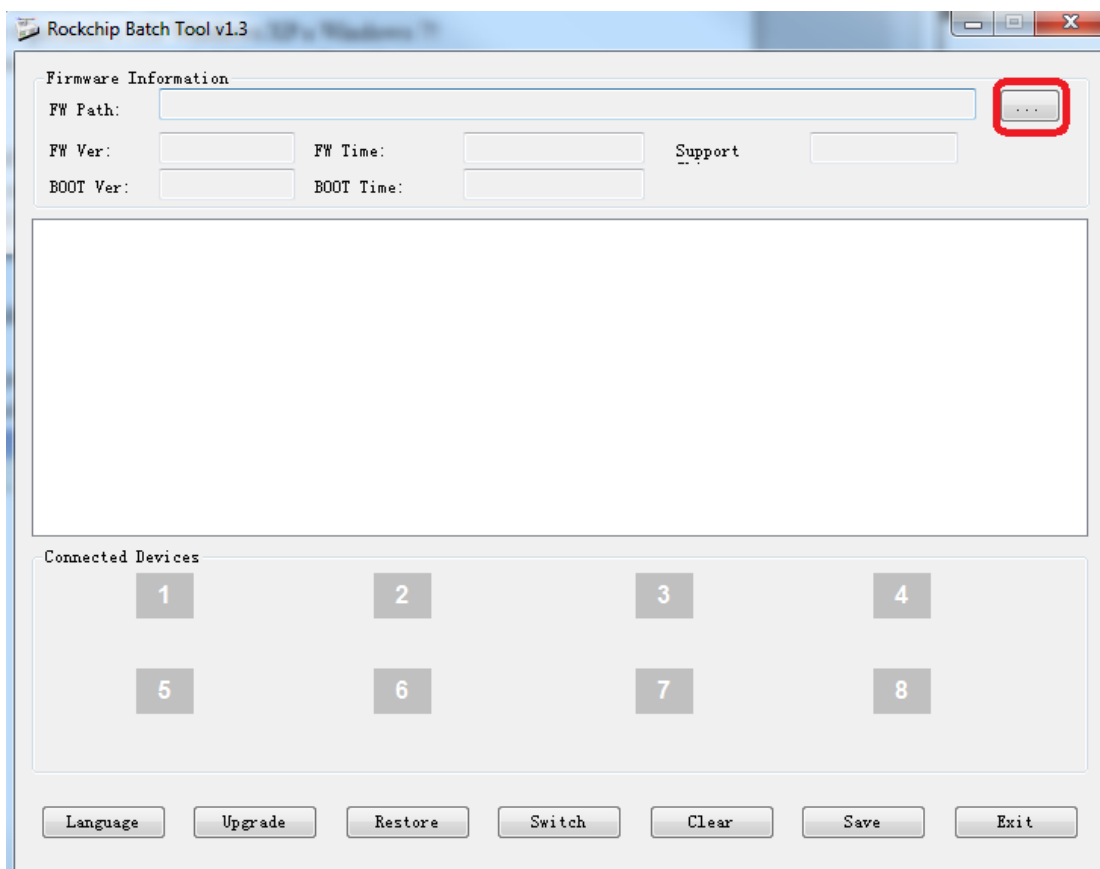 Rockchip Batch Tool v1.3
Firmware Information
FW Path:
...
FW Ver:
FW Time:
Support
BOOT Ver:
BOOT Time:
Connected Devices
1 2 3 4
5 6 7 8
Language Upgrade Restore Switch Clear Save Exit